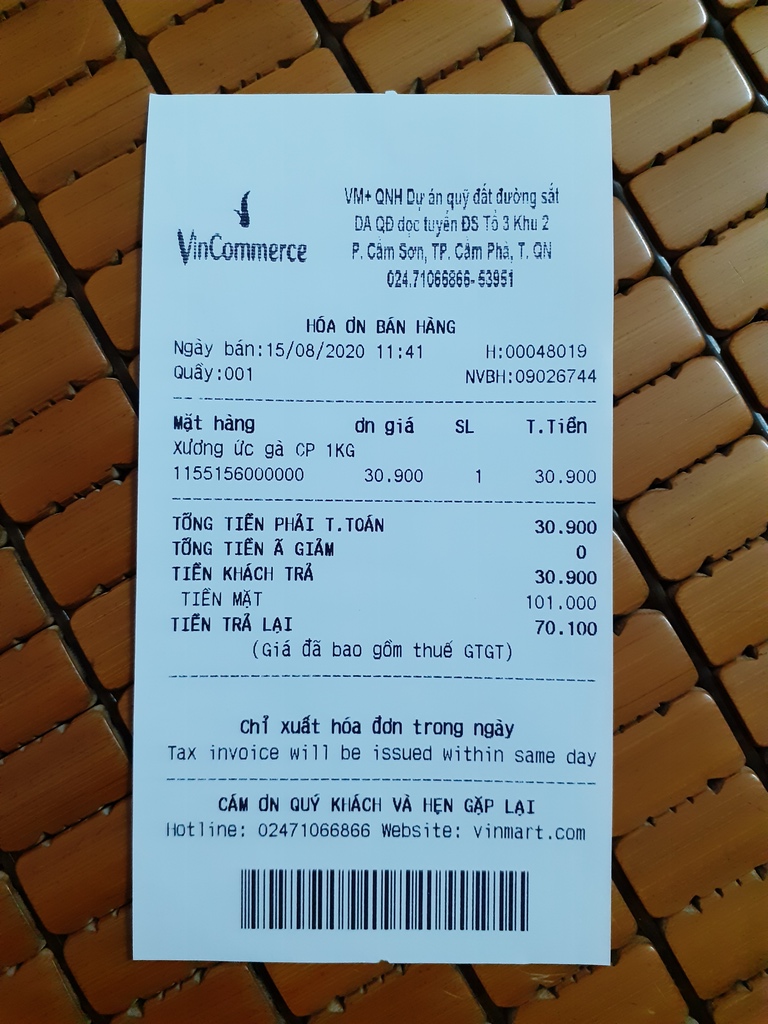 VinCommerce
VM+ QNH Dự án quỹ đất đường sắt
DA QĐ dọc tuyến ĐS Tổ 3 Khu 2
P. Cẩm Sơn, TP. Cẩm Phả, T. QN
024.71066866-53951
HÓA ƠN BÁN HÀNG
Ngày bán:15/08/2020 11:41 H:00048019
Quầy:001 NVBH:09026744
Mặt hàng ơn giá SL T.Tiền
Xương ức gà CP 1KG
1155156000000 30.900 1 30.900
TỔNG TIỀN PHẢI T.TOÁN 30.900
TỔNG TIỀN Ã GIẢM 0
TIỀN KHÁCH TRẢ 30.900
TIỀN MẶT 101.000
TIỀN TRẢ LẠI 70.100
(Giá đã bao gồm thuế GTGT)
Chỉ xuất hóa đơn trong ngày
Tax invoice will be issued within same day
CẢM ƠN QUÝ KHÁCH VÀ HẸN GẶP LẠI
Hotline: 02471066866 Website: vinmart.com